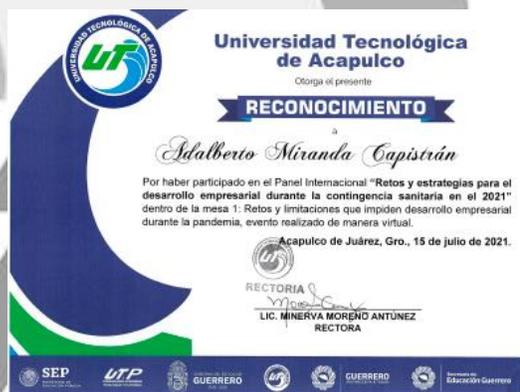 UNIVERSIDAD TECNOLÓGICA DE ACAPULCO
UT
Universidad Tecnológica
de Acapulco
Otorga el presente
RECONOCIMIENTO
a
Adalberto Miranda Capistrán
Por haber participado en el Panel Internacional "Retos y estrategias para el
desarrollo empresarial durante la contingencia sanitaria en el 2021"
dentro de la mesa 1: Retos y limitaciones que impiden desarrollo empresarial
durante la pandemia, evento realizado de manera virtual.
Acapulco de Juárez, Gro., 15 de julio de 2021.
UT
RECTORIA
LIC. MINERVA MORENO ANTÚNEZ
RECTORA
SEP
UTP
GUERRERO
UT
GUERRERO
Secretaría de
Educación Guerrero